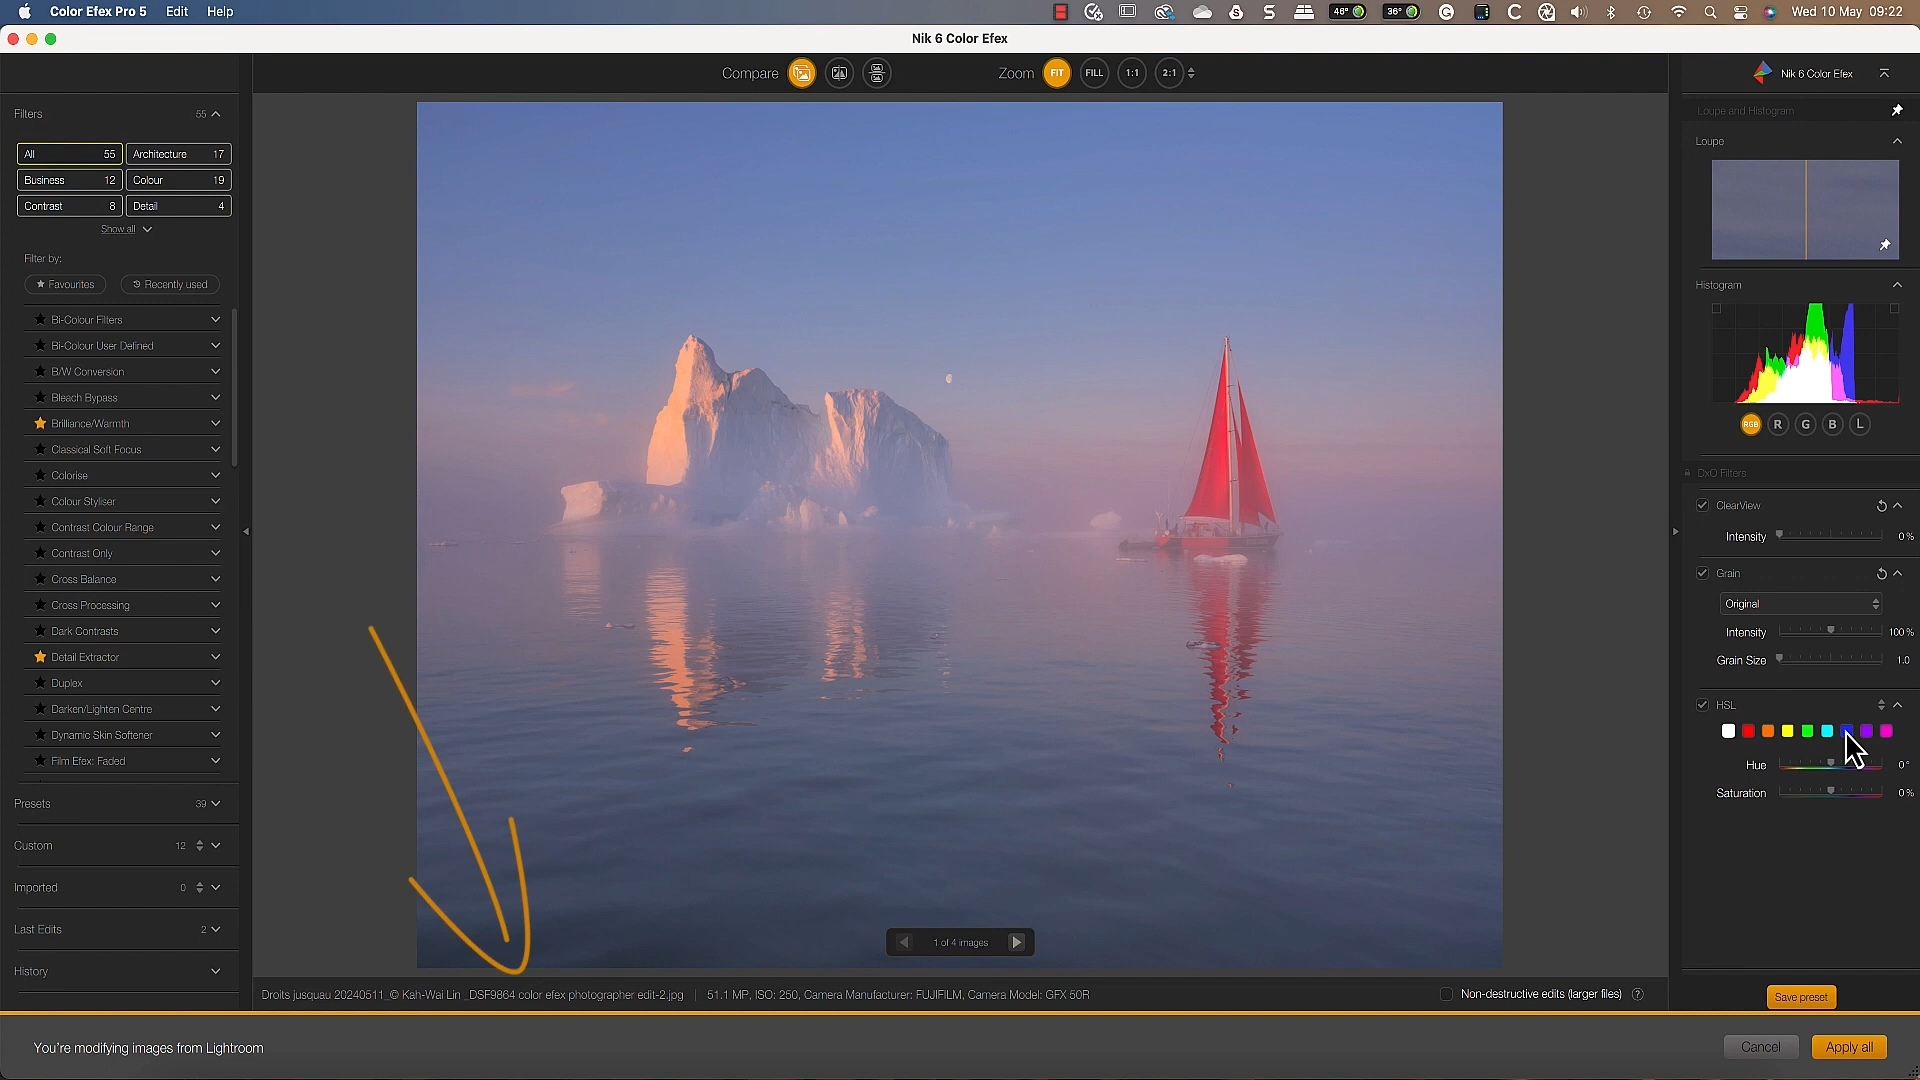 Color Efex Pro 5 Edit Help
46° 36° Wed 10 May 09:22
Nik 6 Color Efex
Compare Zoom FIT FILL 1:1 2:1
Nik 6 Color Efex
Filters 55
All 55 Architecture 17
Business 12 Colour 19
Contrast 8 Detail 4
Show all
Filter by:
Favourites Recently used
Bi-Colour Filters
Bi-Colour User Defined
B/W Conversion
Bleach Bypass
Brilliance/Warmth
Classical Soft Focus
Colorise
Colour Styliser
Contrast Colour Range
Contrast Only
Cross Balance
Cross Processing
Dark Contrasts
Detail Extractor
Duplex
Darken/Lighten Centre
Dynamic Skin Softener
Film Efex: Faded
Presets 39
Custom 12
Imported 0
Last Edits 2
History
1 of 4 images
Droits jusquau 20240511_© Kah-Wai Lin _DSF9864 color efex photographer edit-2.jpg 51.1 MP, ISO: 250, Camera Manufacturer: FUJIFILM, Camera Model: GFX 50R
Non-destructive edits (larger files) ?
Loupe and Histogram
Loupe
Histogram
RGB R G B L
DxO Filters
ClearView
Intensity 0%
Grain
Original
Intensity 100%
Grain Size 1.0
HSL
Hue 0°
Saturation 0%
Save preset
You're modifying images from Lightroom
Cancel Apply all